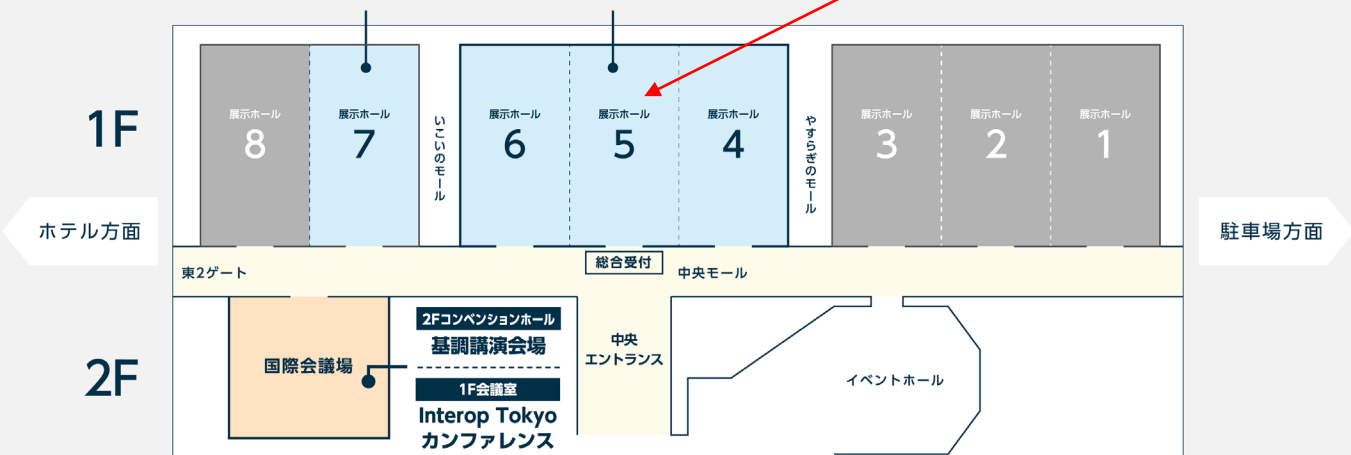 1F
展示ホール
8
展示ホール
7
いこいのモール
展示ホール
6
展示ホール
5
展示ホール
4
やすらぎのモール
展示ホール
3
展示ホール
2
展示ホール
1
ホテル方面
駐車場方面
東2ゲート
総合受付
中央モール
2F
国際会議場
2Fコンベンションホール
基調講演会場
1F会議室
Interop Tokyo
カンファレンス
中央
エントランス
イベントホール